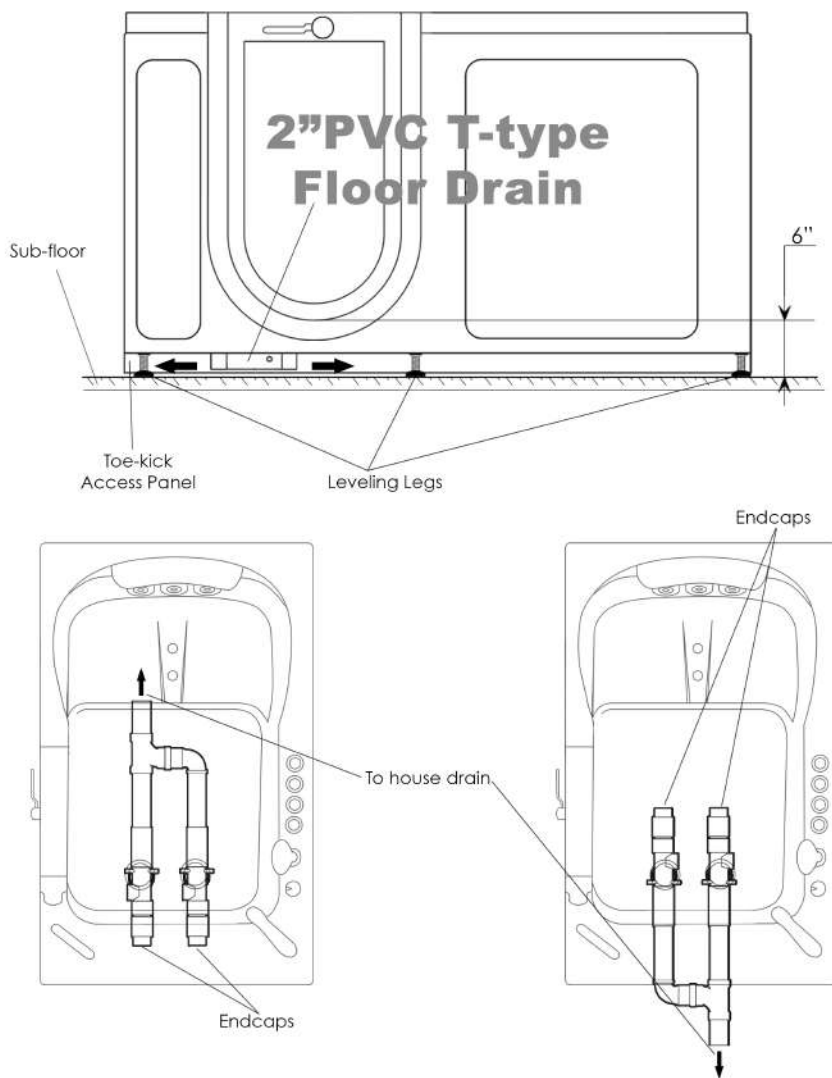 2”PVC T-type
Floor Drain
6”
Sub-floor
Toe-kick
Access Panel
Leveling Legs
Endcaps
To house drain
Endcaps